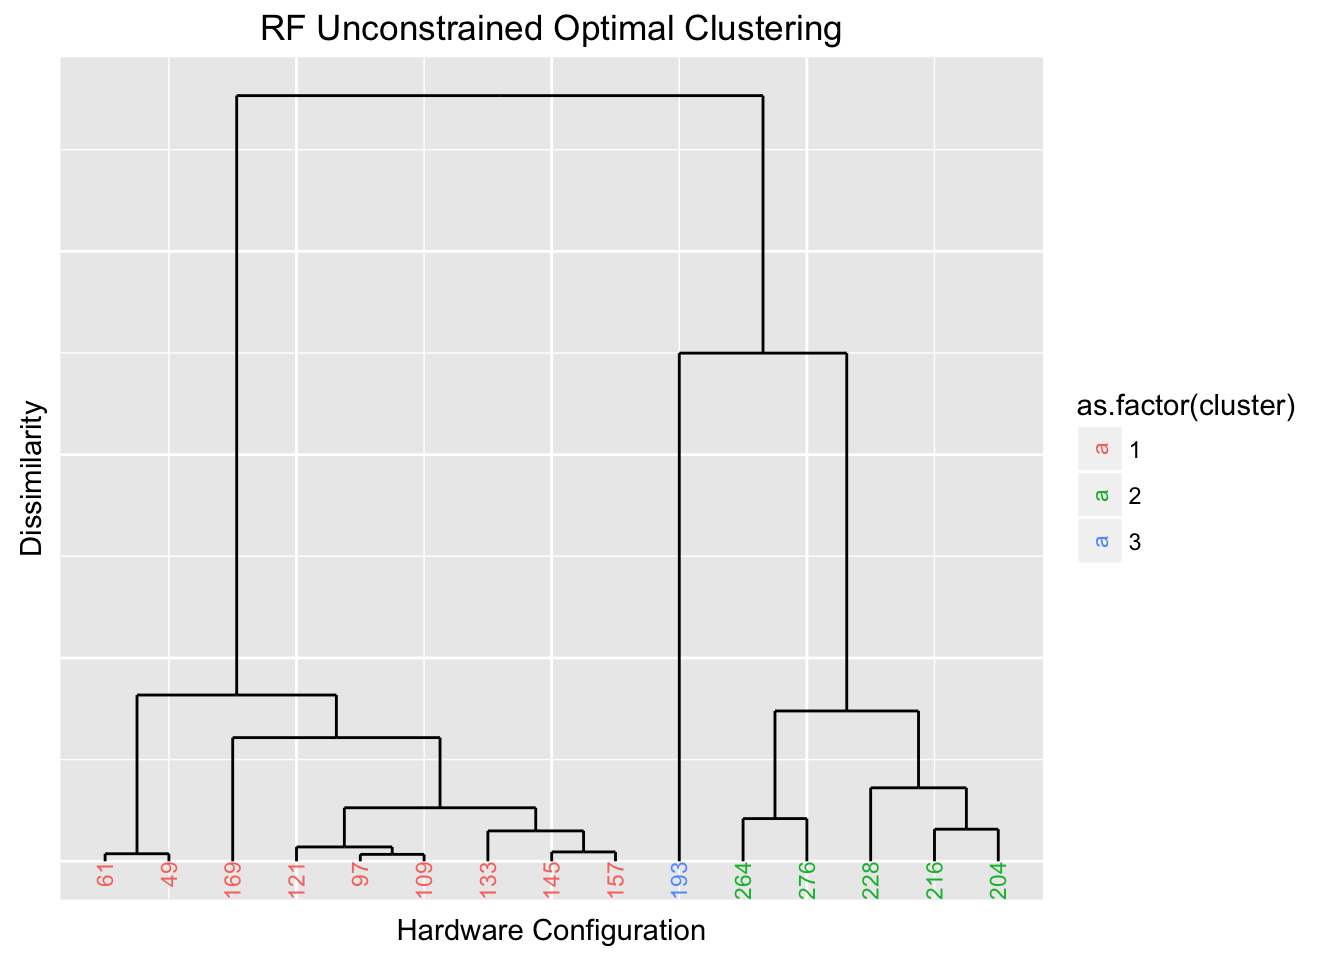 RF Unconstrained Optimal Clustering
Dissimilarity
61 49 169 121 97 109 133 145 157 193 264 276 228 216 204
Hardware Configuration
as.factor(cluster)
a 1
a 2
a 3